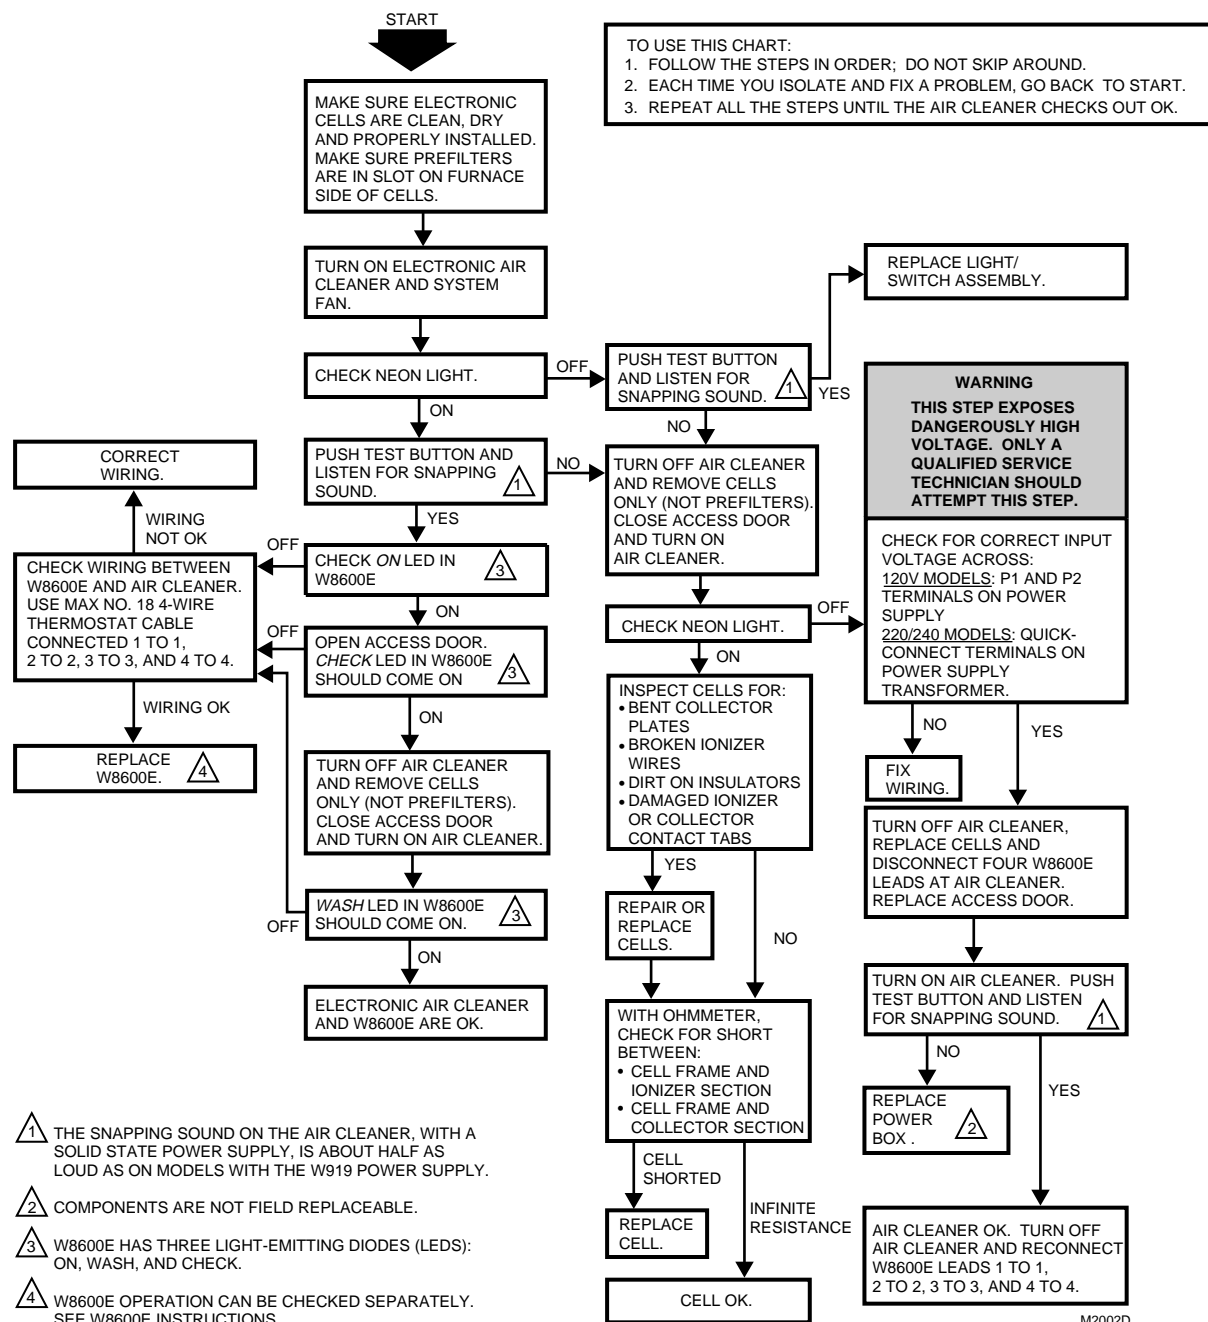 START
TO USE THIS CHART:
1. FOLLOW THE STEPS IN ORDER; DO NOT SKIP AROUND.
2. EACH TIME YOU ISOLATE AND FIX A PROBLEM, GO BACK TO START.
3. REPEAT ALL THE STEPS UNTIL THE AIR CLEANER CHECKS OUT OK.
MAKE SURE ELECTRONIC
CELLS ARE CLEAN, DRY
AND PROPERLY INSTALLED.
MAKE SURE PREFILTERS
ARE IN SLOT ON FURNACE
SIDE OF CELLS.
TURN ON ELECTRONIC AIR
CLEANER AND SYSTEM
FAN.
CHECK NEON LIGHT.
OFF
ON
PUSH TEST BUTTON
AND LISTEN FOR
SNAPPING SOUND.
1
YES
NO
REPLACE LIGHT/
SWITCH ASSEMBLY.
PUSH TEST BUTTON AND
LISTEN FOR SNAPPING
SOUND.
1
NO
YES
CHECK ON LED IN
W8600E
3
OFF
ON
OPEN ACCESS DOOR.
CHECK LED IN W8600E
SHOULD COME ON
3
OFF
ON
TURN OFF AIR CLEANER
AND REMOVE CELLS
ONLY (NOT PREFILTERS).
CLOSE ACCESS DOOR
AND TURN ON AIR CLEANER.
WASH LED IN W8600E
SHOULD COME ON.
3
OFF
ON
ELECTRONIC AIR CLEANER
AND W8600E ARE OK.
CORRECT
WIRING.
WIRING
NOT OK
CHECK WIRING BETWEEN
W8600E AND AIR CLEANER.
USE MAX NO. 18 4-WIRE
THERMOSTAT CABLE
CONNECTED 1 TO 1,
2 TO 2, 3 TO 3, AND 4 TO 4.
WIRING OK
REPLACE
W8600E.
4
TURN OFF AIR CLEANER
AND REMOVE CELLS
ONLY (NOT PREFILTERS).
CLOSE ACCESS DOOR
AND TURN ON
AIR CLEANER.
CHECK NEON LIGHT.
OFF
ON
INSPECT CELLS FOR:
• BENT COLLECTOR
PLATES
• BROKEN IONIZER
WIRES
• DIRT ON INSULATORS
• DAMAGED IONIZER
OR COLLECTOR
CONTACT TABS
YES
NO
REPAIR OR
REPLACE
CELLS.
WITH OHMMETER,
CHECK FOR SHORT
BETWEEN:
• CELL FRAME AND
IONIZER SECTION
• CELL FRAME AND
COLLECTOR SECTION
CELL
SHORTED
INFINITE
RESISTANCE
REPLACE
CELL.
CELL OK.
WARNING
THIS STEP EXPOSES
DANGEROUSLY HIGH
VOLTAGE. ONLY A
QUALIFIED SERVICE
TECHNICIAN SHOULD
ATTEMPT THIS STEP.
CHECK FOR CORRECT INPUT
VOLTAGE ACROSS:
120V MODELS: P1 AND P2
TERMINALS ON POWER
SUPPLY
220/240 MODELS: QUICK-
CONNECT TERMINALS ON
POWER SUPPLY
TRANSFORMER.
NO
YES
FIX
WIRING.
TURN OFF AIR CLEANER,
REPLACE CELLS AND
DISCONNECT FOUR W8600E
LEADS AT AIR CLEANER.
REPLACE ACCESS DOOR.
TURN ON AIR CLEANER. PUSH
TEST BUTTON AND LISTEN
FOR SNAPPING SOUND.
1
NO
YES
REPLACE
POWER
BOX .
2
AIR CLEANER OK. TURN OFF
AIR CLEANER AND RECONNECT
W8600E LEADS 1 TO 1,
2 TO 2, 3 TO 3, AND 4 TO 4.
1 THE SNAPPING SOUND ON THE AIR CLEANER, WITH A
SOLID STATE POWER SUPPLY, IS ABOUT HALF AS
LOUD AS ON MODELS WITH THE W919 POWER SUPPLY.
2 COMPONENTS ARE NOT FIELD REPLACEABLE.
3 W8600E HAS THREE LIGHT-EMITTING DIODES (LEDS):
ON, WASH, AND CHECK.
4 W8600E OPERATION CAN BE CHECKED SEPARATELY.
SEE W8600E INSTRUCTIONS
M2002D